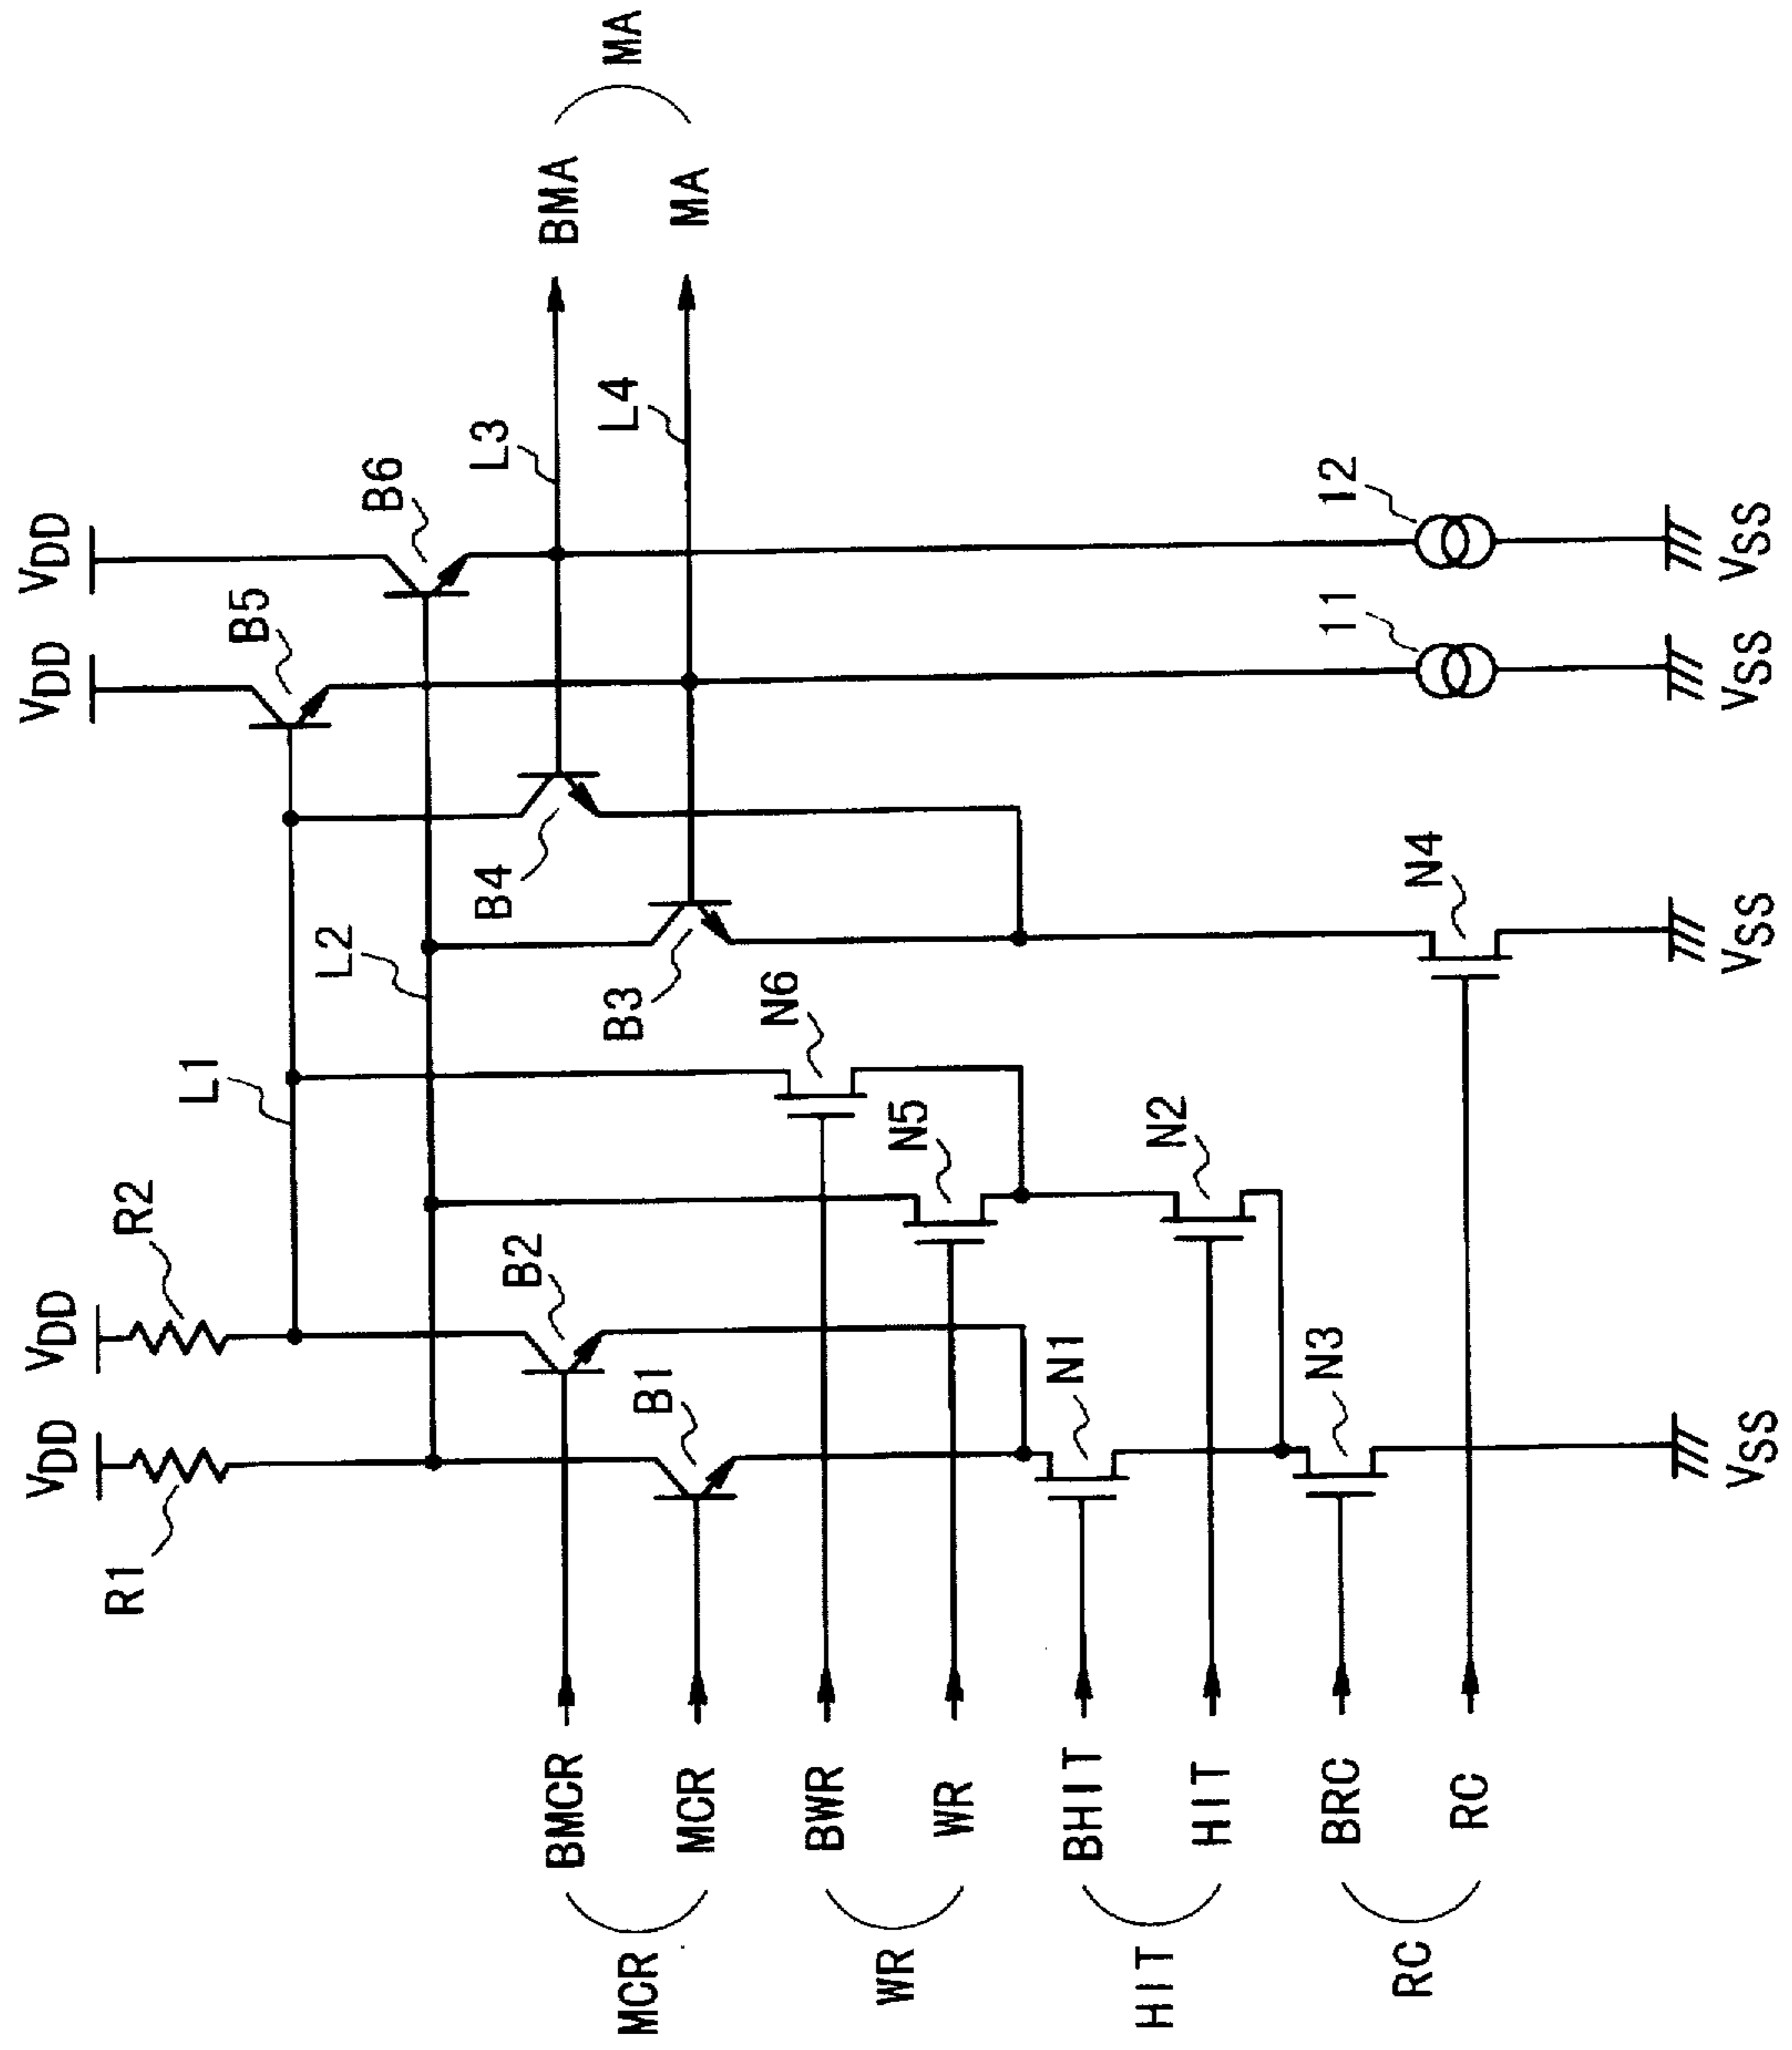 VDD
VDD
VDD
VDD
R1
R2
L1
B5
L2
B6
B4
L3
B2
BMCR
BMA
MCR
B3
L4
MA
B1
MCR
MA
N6
BWR
WR
N5
WR
N1
BHIT
HIT
N2
HIT
N3
11
12
BRC
RC
N4
RC
VSS
VSS
VSS
VSS